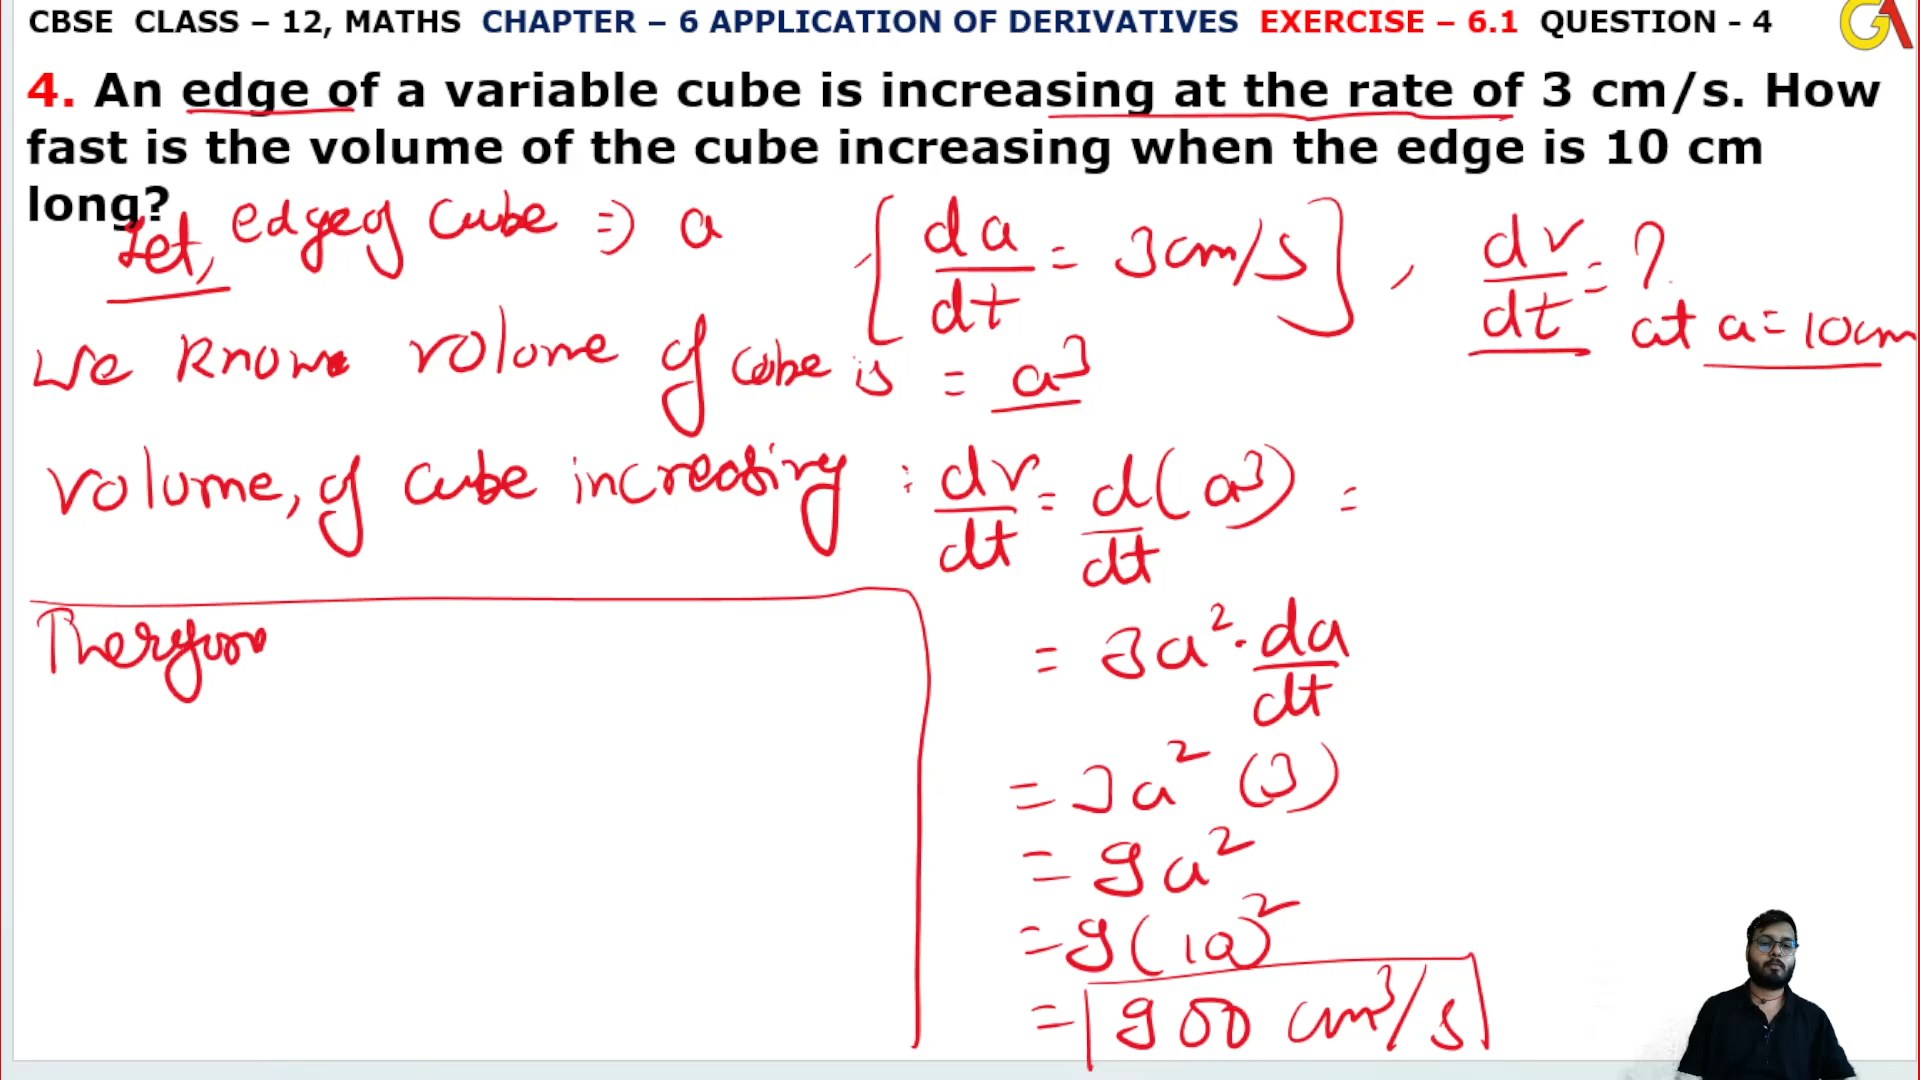 CBSE CLASS – 12, MATHS CHAPTER – 6 APPLICATION OF DERIVATIVES EXERCISE – 6.1 QUESTION - 4
GA
4. An edge of a variable cube is increasing at the rate of 3 cm/s. How
fast is the volume of the cube increasing when the edge is 10 cm
long?
Let, edge of cube ⇒ a { da/dt = 3cm/s } , dv/dt = ?
at a = 10cm
We know volume of cube is = a³
volume, of cube increasing : dv/dt = d/dt (a³) =
= 3a² · da/dt
= 3a² (3)
= 9a²
= 9(10)²
= 900 cm³/s
Therefore